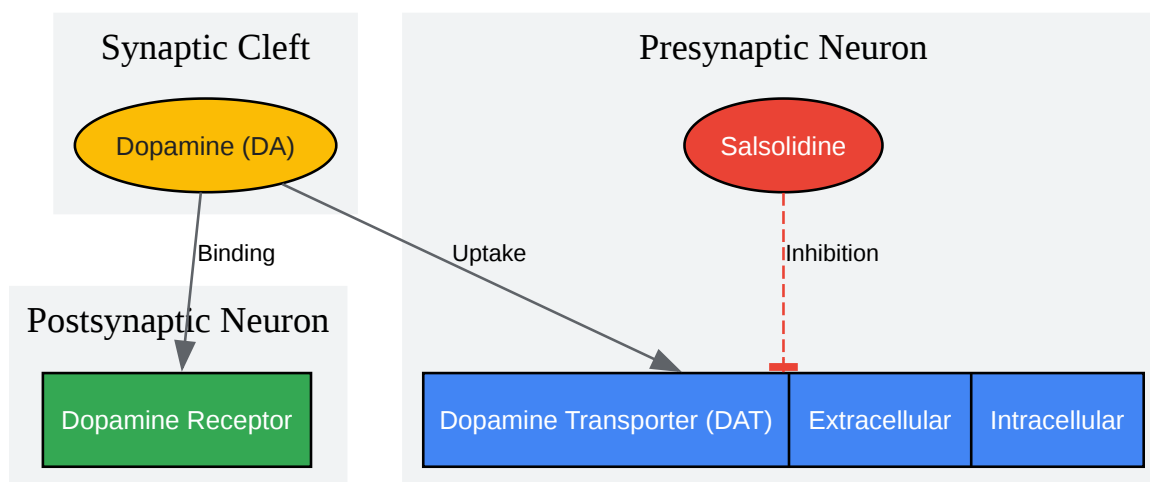 Synaptic Cleft
Presynaptic Neuron
Dopamine (DA)
Salsolidine
Binding
Uptake
Inhibition
Postsynaptic Neuron
Dopamine Receptor
Dopamine Transporter (DAT)
Extracellular
Intracellular